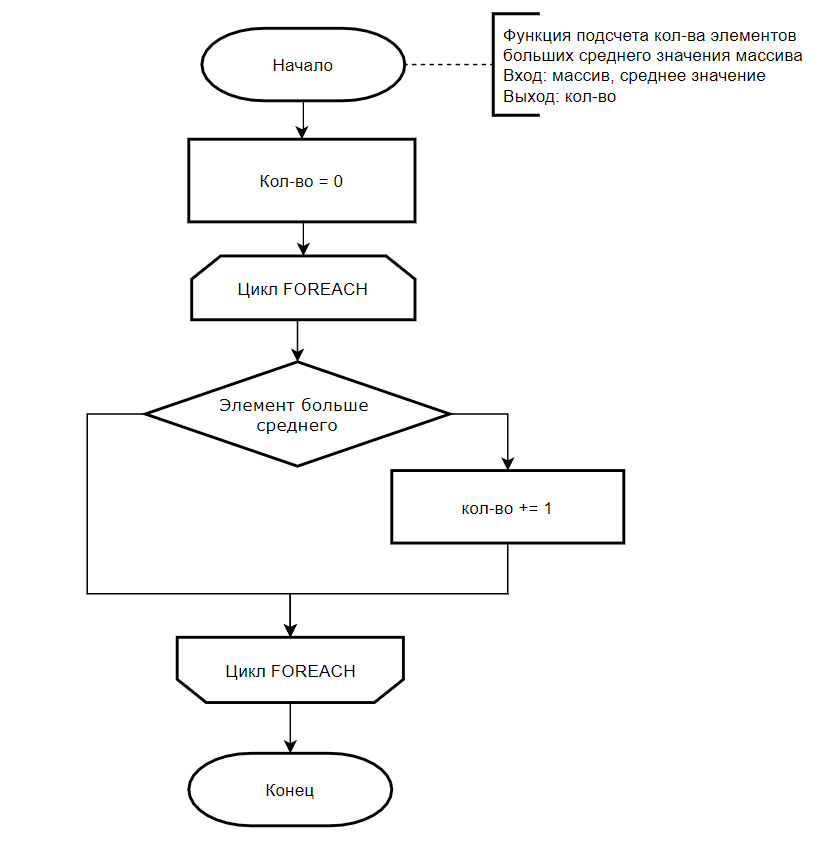 Начало
Функция подсчета кол-ва элементов
больших среднего значения массива
Вход: массив, среднее значение
Выход: кол-во
Кол-во = 0
Цикл FOREACH
Элемент больше
среднего
кол-во += 1
Цикл FOREACH
Конец